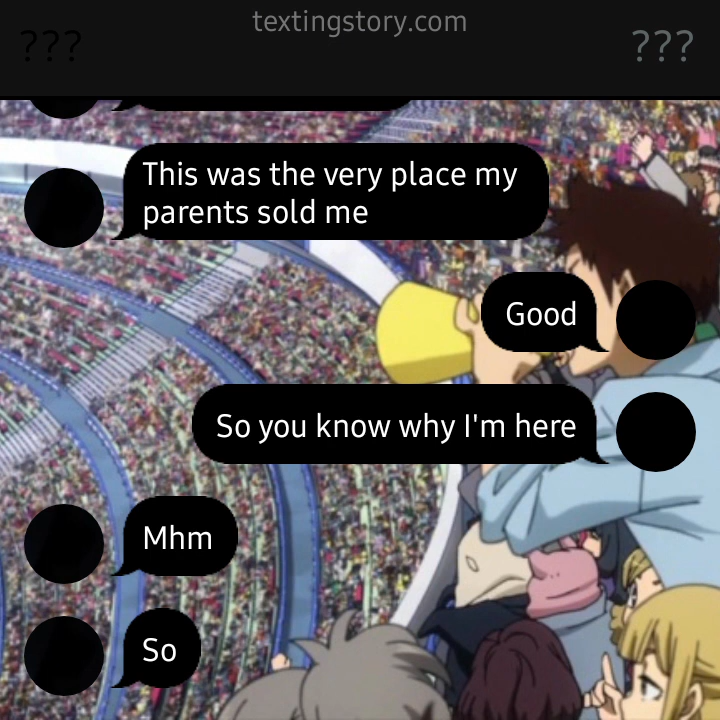 textingstory.com
???
???
This was the very place my
parents sold me
Good
So you know why I'm here
Mhm
So